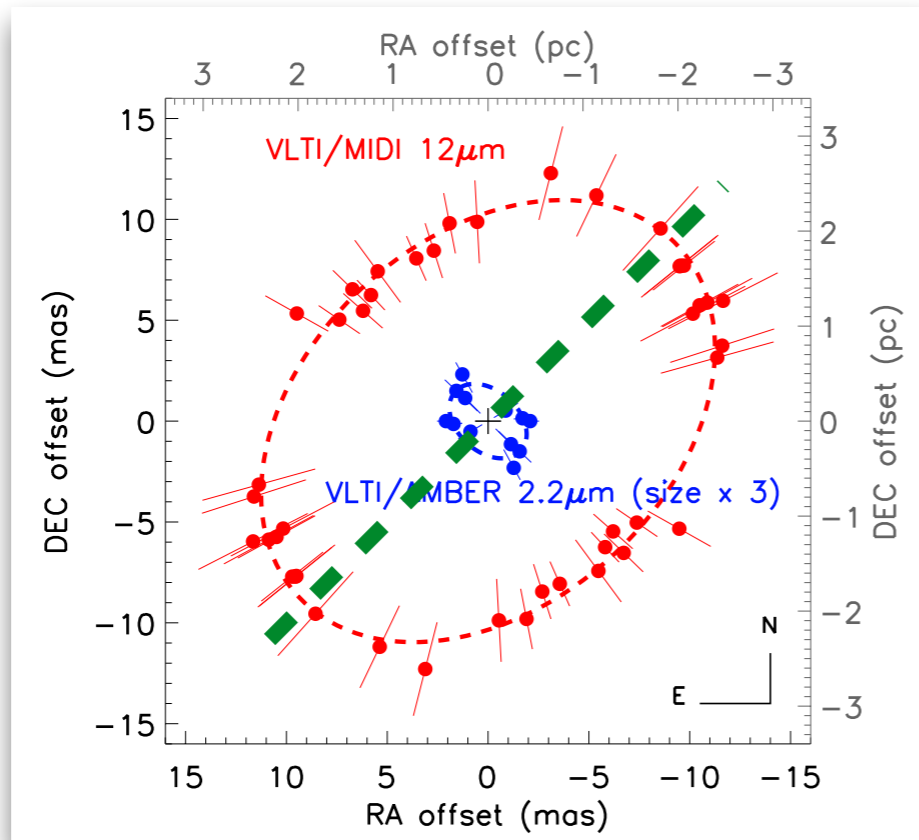 RA offset (pc)
3 2 1 0 −1 −2 −3
VLTI/MIDI 12μm
15
10
5
0
−5
−10
−15
DEC offset (mas)
3
2
1
0
−1
−2
−3
DEC offset (pc)
VLTI/AMBER 2.2μm (size x 3)
N
E
15 10 5 0 −5 −10 −15
RA offset (mas)